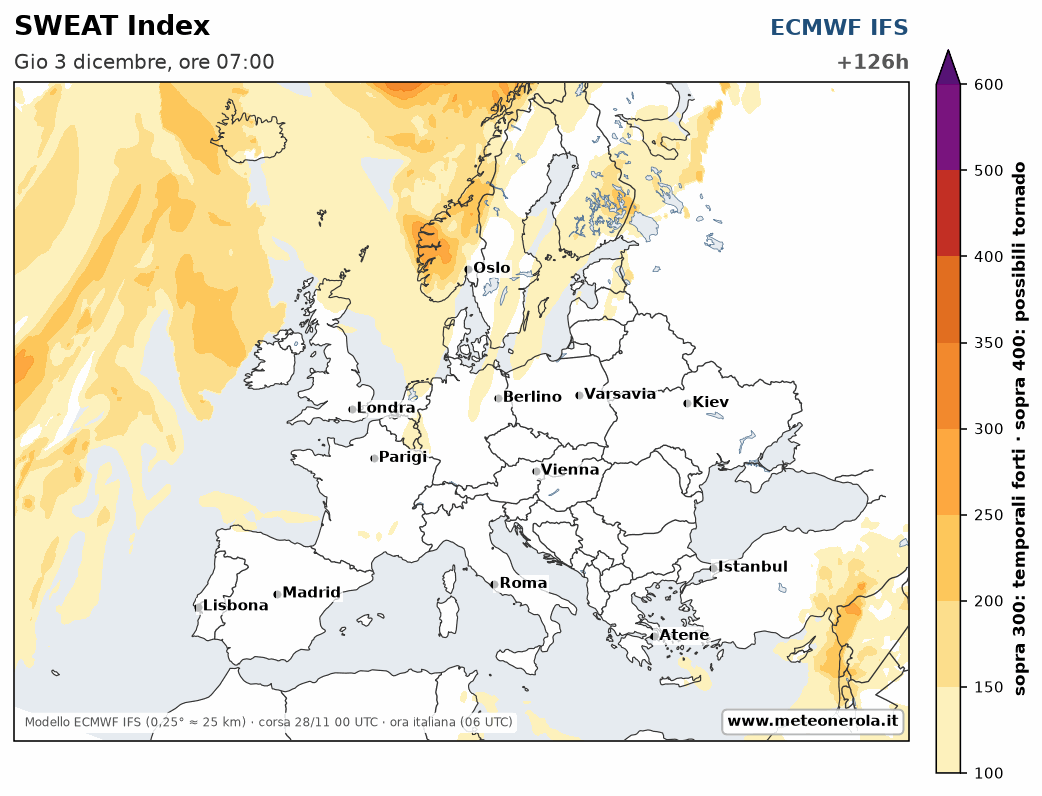 SWEAT Index
ECMWF IFS
Gio 3 dicembre, ore 07:00
+126h
600
500
400
350
300
250
200
150
100
sopra 300: temporali forti · sopra 400: possibili tornado
Oslo
Berlino
Varsavia
Kiev
Londra
Parigi
Vienna
Istanbul
Roma
Madrid
Lisbona
Atene
Modello ECMWF IFS (0,25° ≈ 25 km) · corsa 28/11 00 UTC · ora italiana (06 UTC)
www.meteonerola.it